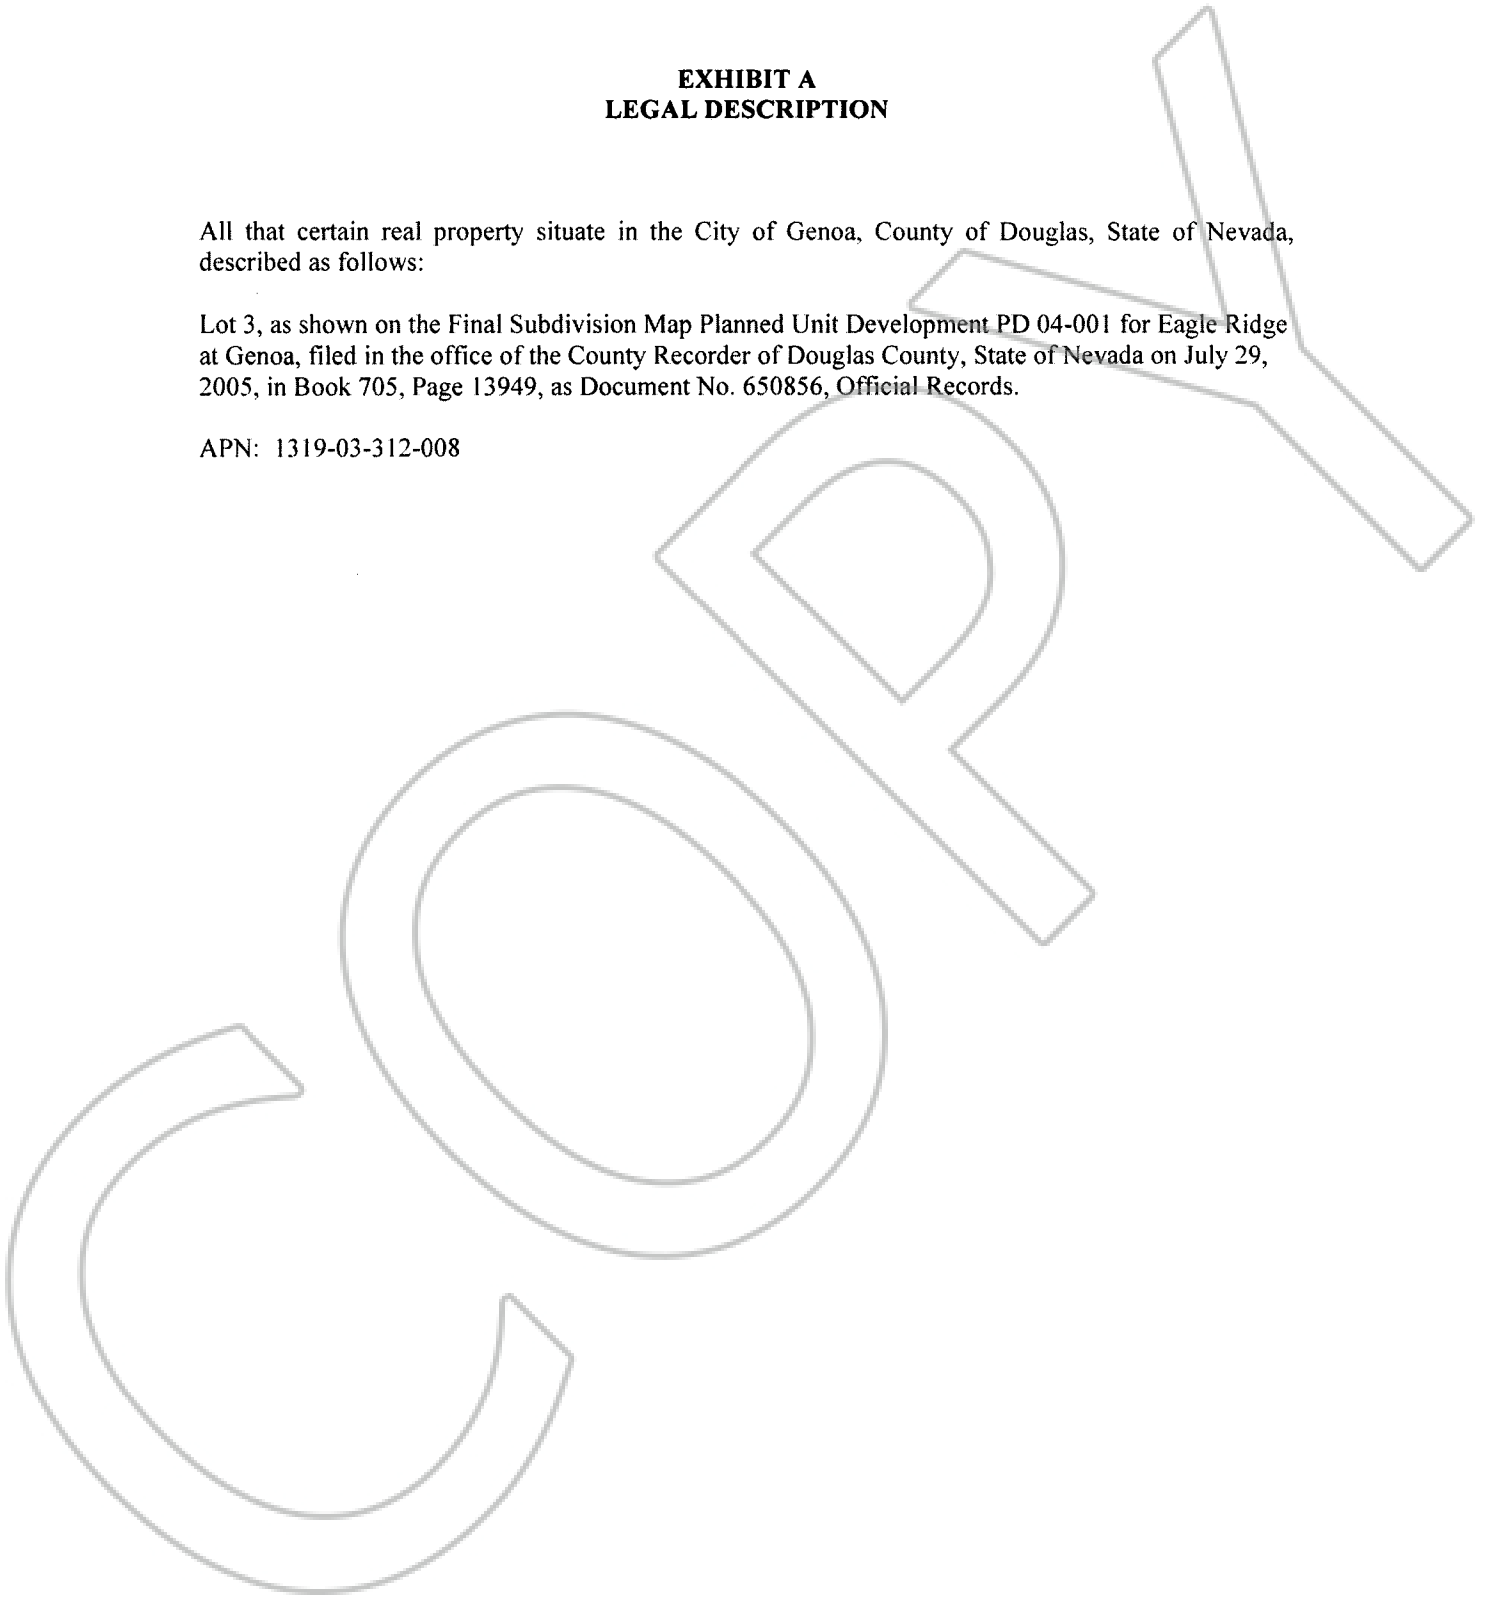 EXHIBIT A
LEGAL DESCRIPTION
All that certain real property situate in the City of Genoa, County of Douglas, State of Nevada,
described as follows:
Lot 3, as shown on the Final Subdivision Map Planned Unit Development PD 04-001 for Eagle Ridge
at Genoa, filed in the office of the County Recorder of Douglas County, State of Nevada on July 29,
2005, in Book 705, Page 13949, as Document No. 650856, Official Records.
APN: 1319-03-312-008
COPY